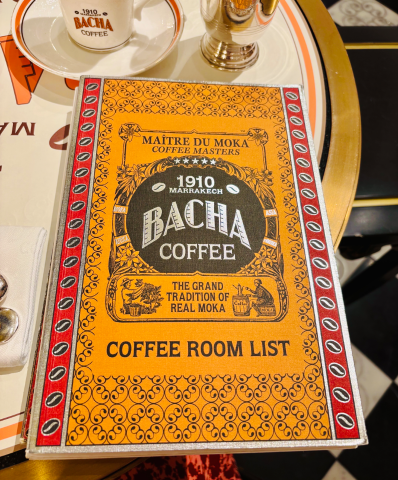 1910
BACHA
COFFEE
MAÎTRE DU MOKA
COFFEE MASTERS
1910
MARRAKECH
BACHA
COFFEE
THE GRAND
TRADITION OF
REAL MOKA
COFFEE ROOM LIST